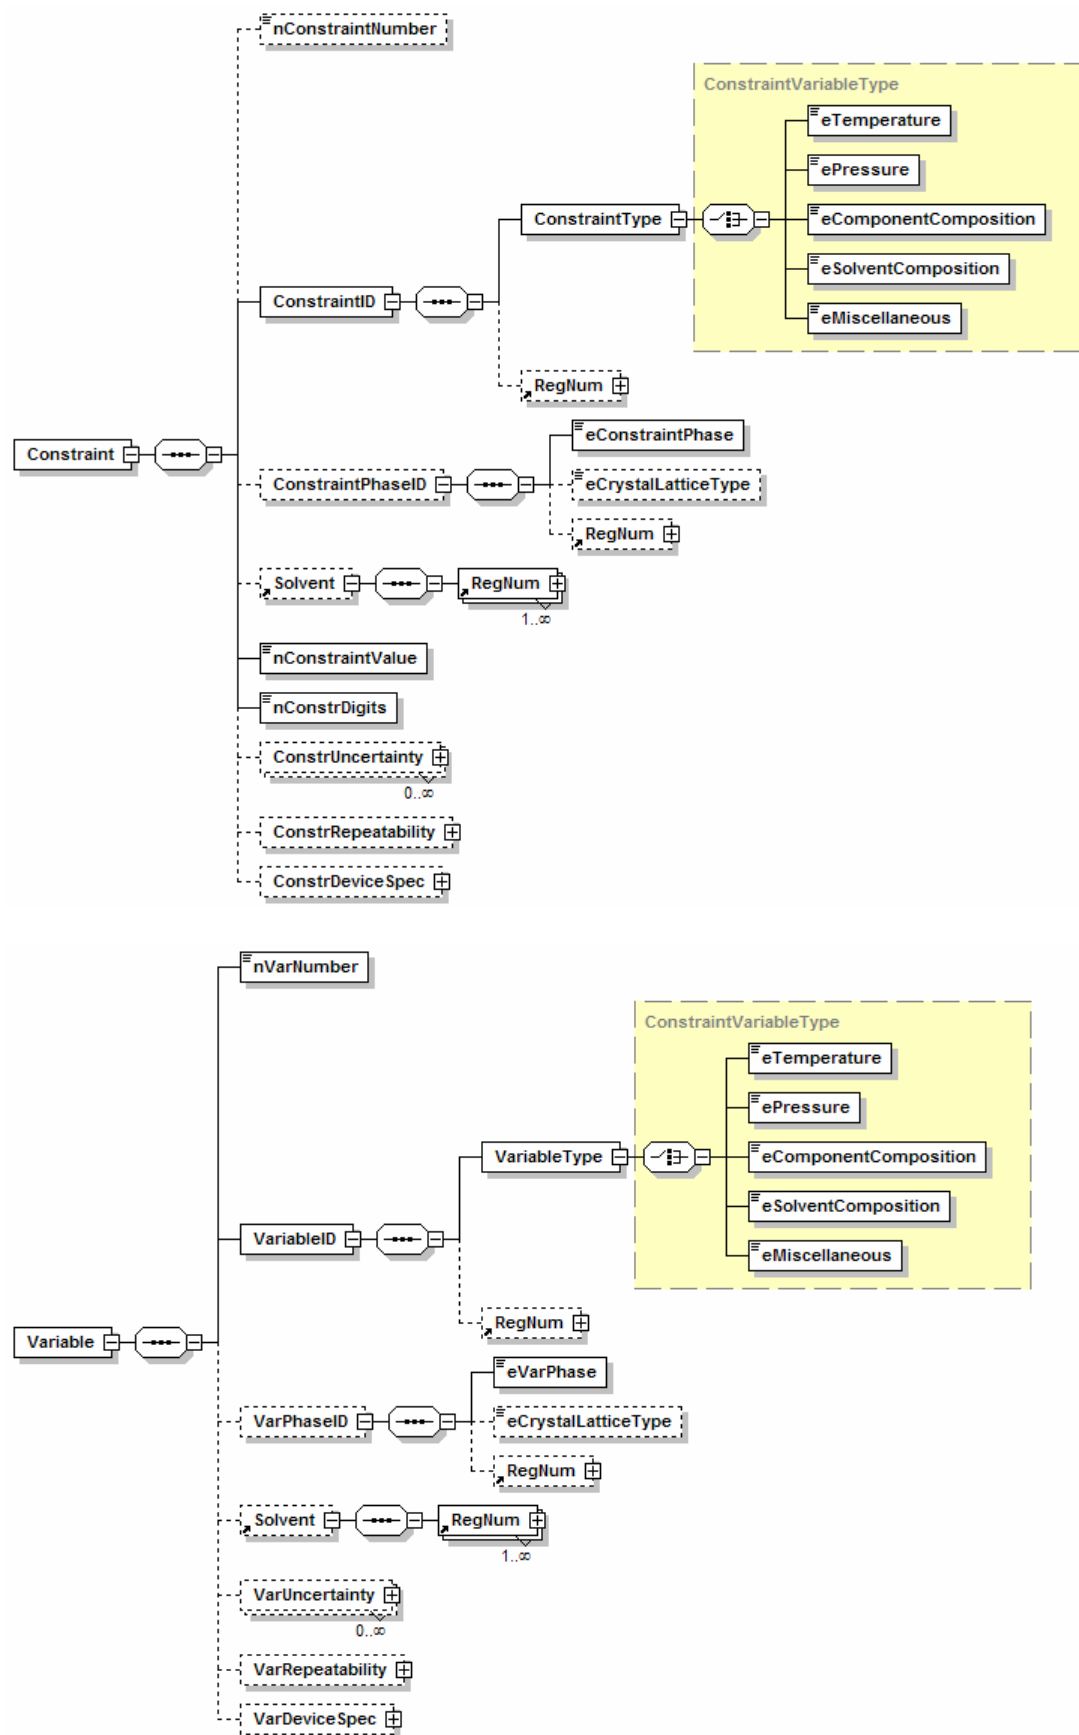 nConstraintNumber
ConstraintVariableType
eTemperature
ePressure
ConstraintType
eComponentComposition
eSolventComposition
ConstraintID
eMiscellaneous
RegNum
eConstraintPhase
Constraint
ConstraintPhaseID
eCrystalLatticeType
RegNum
Solvent
RegNum
1..∞
nConstraintValue
nConstrDigits
ConstrUncertainty
0..∞
ConstrRepeatability
ConstrDeviceSpec
nVarNumber
ConstraintVariableType
eTemperature
ePressure
VariableType
eComponentComposition
eSolventComposition
VariableID
eMiscellaneous
RegNum
Variable
eVarPhase
VarPhaseID
eCrystalLatticeType
RegNum
Solvent
RegNum
1..∞
VarUncertainty
0..∞
VarRepeatability
VarDeviceSpec